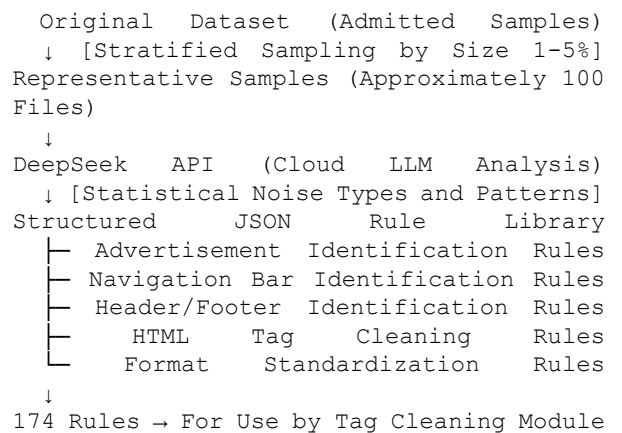 Original Dataset (Admitted Samples)
↓ [Stratified Sampling by Size 1-5%]
Representative Samples (Approximately 100
Files)
↓
DeepSeek API (Cloud LLM Analysis)
↓ [Statistical Noise Types and Patterns]
Structured JSON Rule Library
├─ Advertisement Identification Rules
├─ Navigation Bar Identification Rules
├─ Header/Footer Identification Rules
├─ HTML Tag Cleaning Rules
└─ Format Standardization Rules
↓
174 Rules → For Use by Tag Cleaning Module